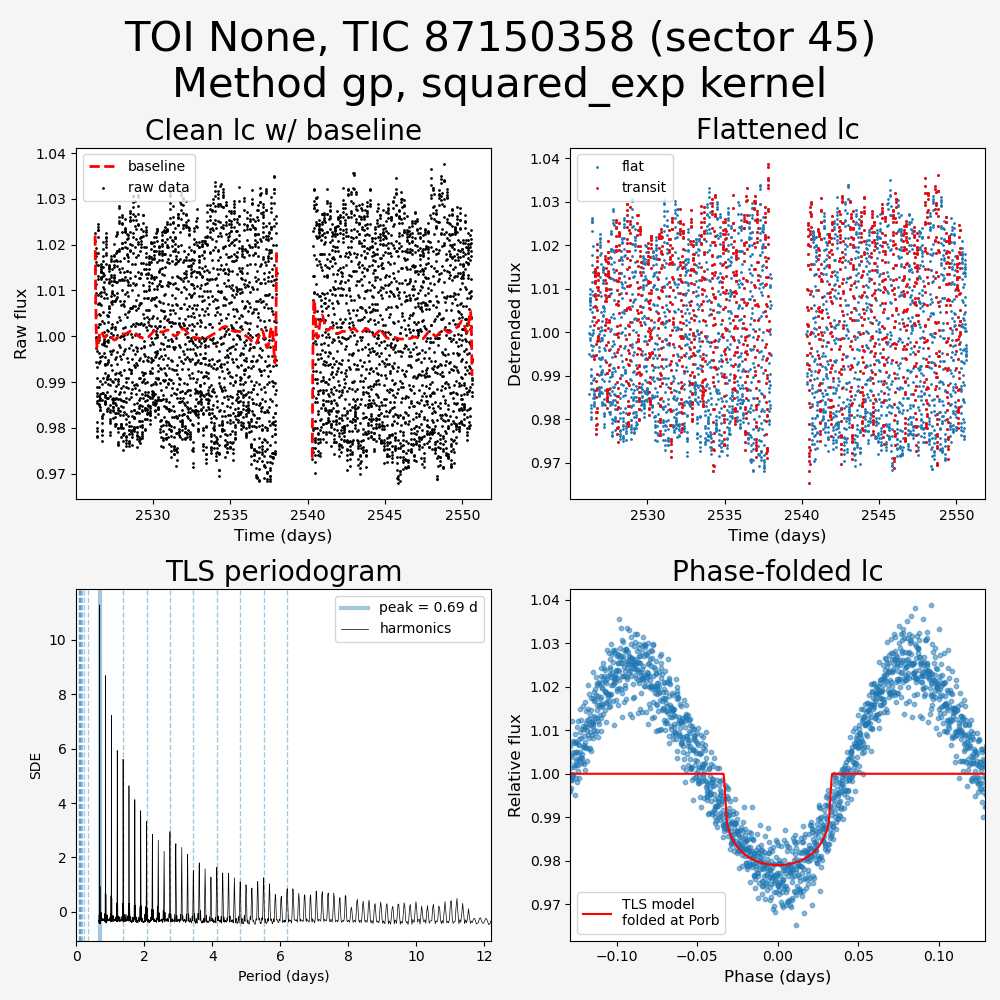 TOI None, TIC 87150358 (sector 45)
Method gp, squared_exp kernel
Clean lc w/ baseline
baseline
raw data
1.04
1.03
1.02
1.01
1.00
0.99
0.98
0.97
Raw flux
2530
2535
2540
2545
2550
Time (days)
Flattened lc
flat
transit
1.04
1.03
1.02
1.01
1.00
0.99
0.98
0.97
Detrended flux
2530
2535
2540
2545
2550
Time (days)
TLS periodogram
peak = 0.69 d
harmonics
10
8
6
4
2
0
SDE
0
2
4
6
8
10
12
Period (days)
Phase-folded lc
1.04
1.03
1.02
1.01
1.00
0.99
0.98
0.97
Relative flux
TLS model
folded at Porb
−0.10
−0.05
0.00
0.05
0.10
Phase (days)